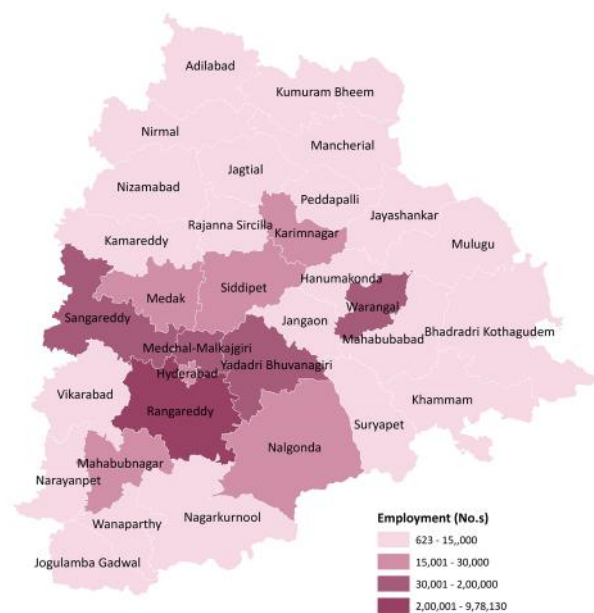 Adilabad
Kumuram Bheem
Nirmal
Mancherial
Jagtial
Nizamabad
Peddapalli
Jayashankar
Rajanna Sircilla
Karimnagar
Kamareddy
Mulugu
Hanumakonda
Siddipet
Medak
Warangal
Sangareddy
Jangaon
Bhadradri Kothagudem
Mahabubabad
Medchal-Malkajgiri
Yadadri Bhuvanagiri
Hyderabad
Vikarabad
Khammam
Rangareddy
Suryapet
Nalgonda
Mahabubnagar
Narayanpet
Nagarkurnool
Wanaparthy
Jogulamba Gadwal
Employment (No.s)
623 - 15,,000
15,001 - 30,000
30,001 - 2,00,000
2,00,001 - 9,78,130